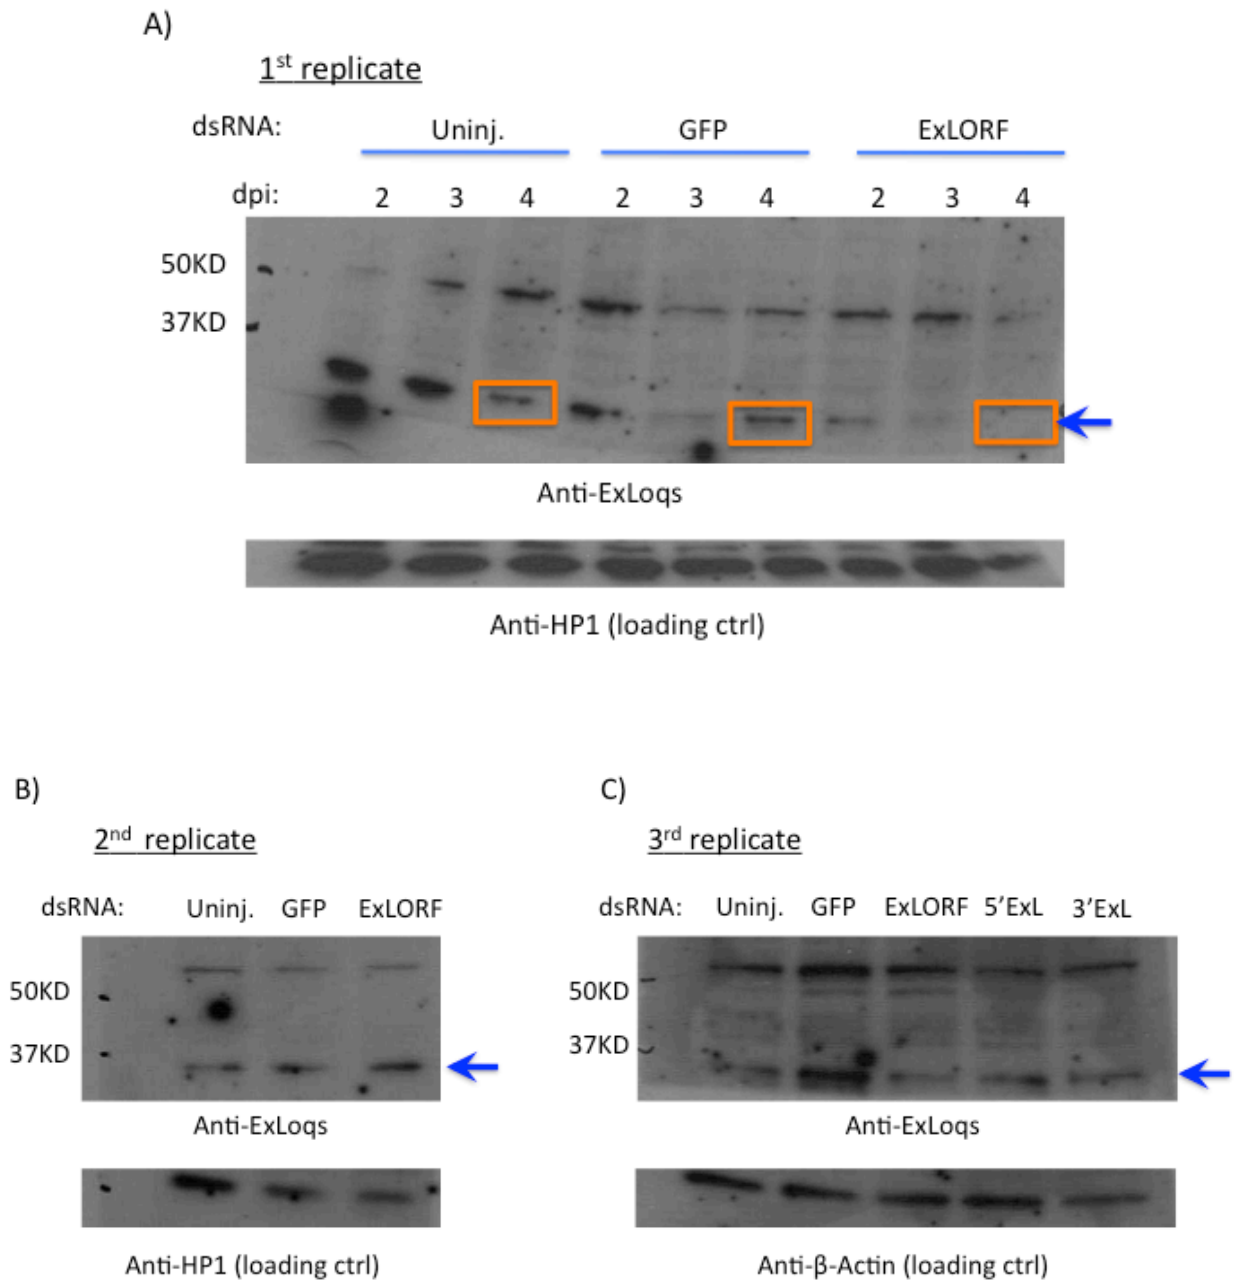 A)
1st replicate
dsRNA: Uninj. GFP ExLORF
dpi: 2 3 4 2 3 4 2 3 4
50KD
37KD
Anti-ExLoqs
Anti-HP1 (loading ctrl)
B)
2nd replicate
dsRNA: Uninj. GFP ExLORF
50KD
37KD
Anti-ExLoqs
Anti-HP1 (loading ctrl)
C)
3rd replicate
dsRNA: Uninj. GFP ExLORF 5'ExL 3'ExL
50KD
37KD
Anti-ExLoqs
Anti-β-Actin (loading ctrl)